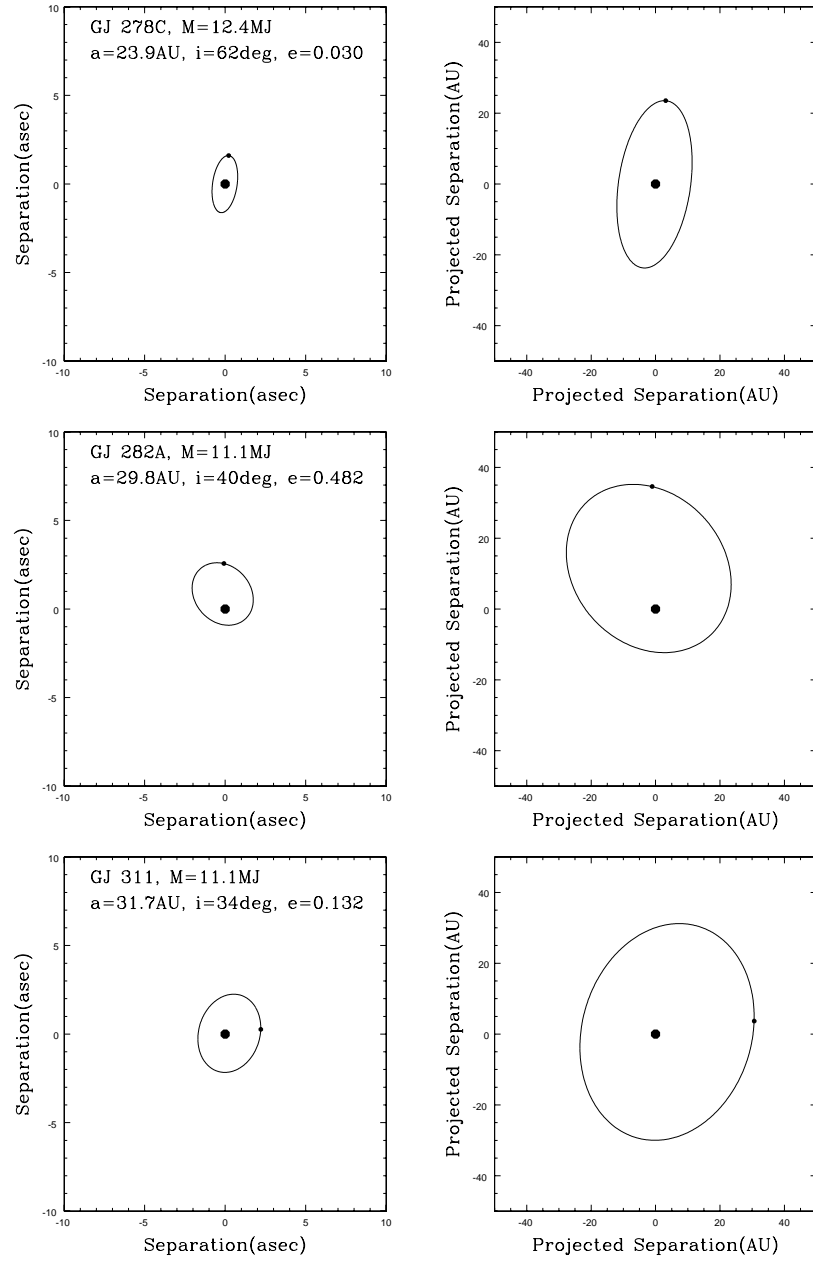 GJ 278C, M=12.4MJ
a=23.9AU, i=62deg, e=0.030
Separation(asec)
10
5
0
-5
-10
-10 -5 0 5 10
Separation(asec)
Projected Separation(AU)
40
20
0
-20
-40
-40 -20 0 20 40
Projected Separation(AU)
GJ 282A, M=11.1MJ
a=29.8AU, i=40deg, e=0.482
Separation(asec)
10
5
0
-5
-10
-10 -5 0 5 10
Separation(asec)
Projected Separation(AU)
40
20
0
-20
-40
-40 -20 0 20 40
Projected Separation(AU)
GJ 311, M=11.1MJ
a=31.7AU, i=34deg, e=0.132
Separation(asec)
10
5
0
-5
-10
-10 -5 0 5 10
Separation(asec)
Projected Separation(AU)
40
20
0
-20
-40
-40 -20 0 20 40
Projected Separation(AU)